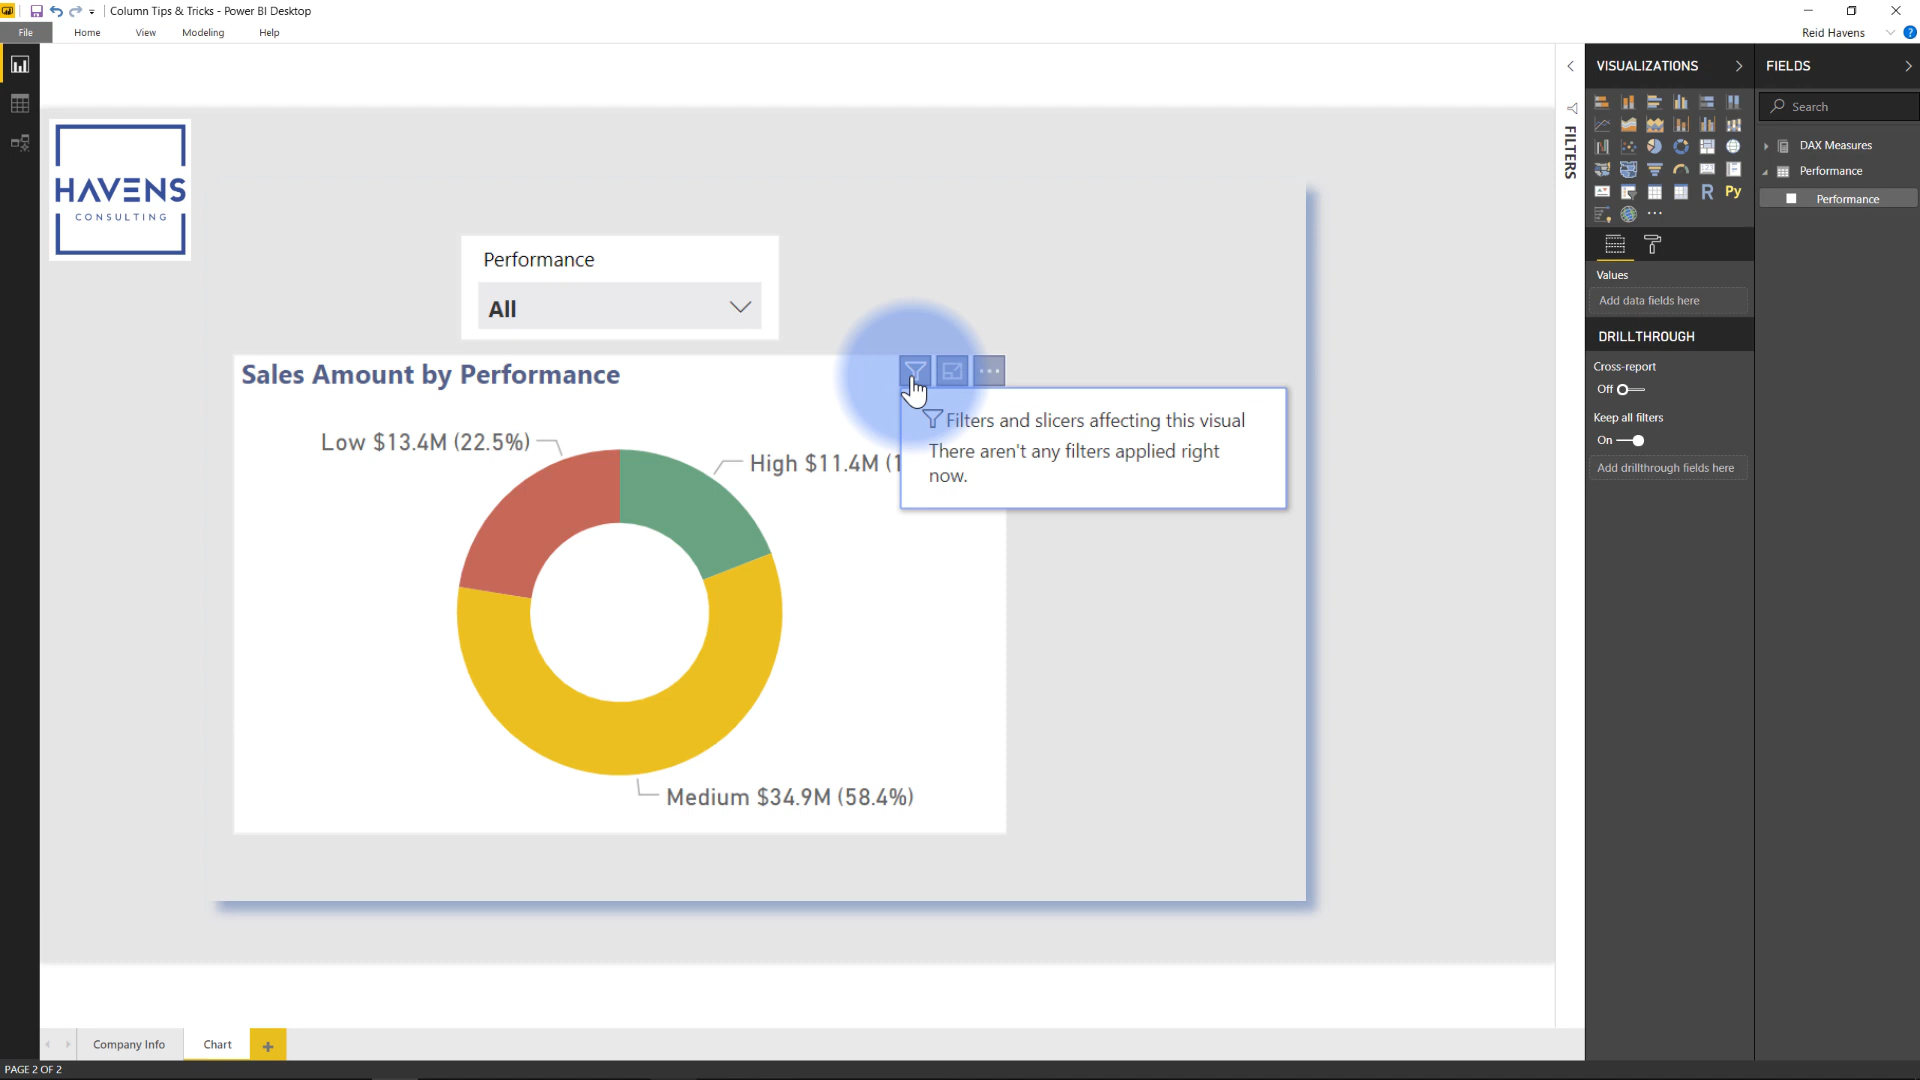 Column Tips & Tricks - Power BI Desktop
File
Home
View
Modeling
Help
Reid Havens
?
HAVENS
CONSULTING
Performance
All
Sales Amount by Performance
Filters and slicers affecting this visual
There aren't any filters applied right
now.
Low $13.4M (22.5%)
High $11.4M (1
Medium $34.9M (58.4%)
FILTERS
VISUALIZATIONS
R
Py
Values
Add data fields here
DRILLTHROUGH
Cross-report
Off
Keep all filters
On
Add drillthrough fields here
FIELDS
Search
DAX Measures
Performance
Performance
Company Info
Chart
+
PAGE 2 OF 2